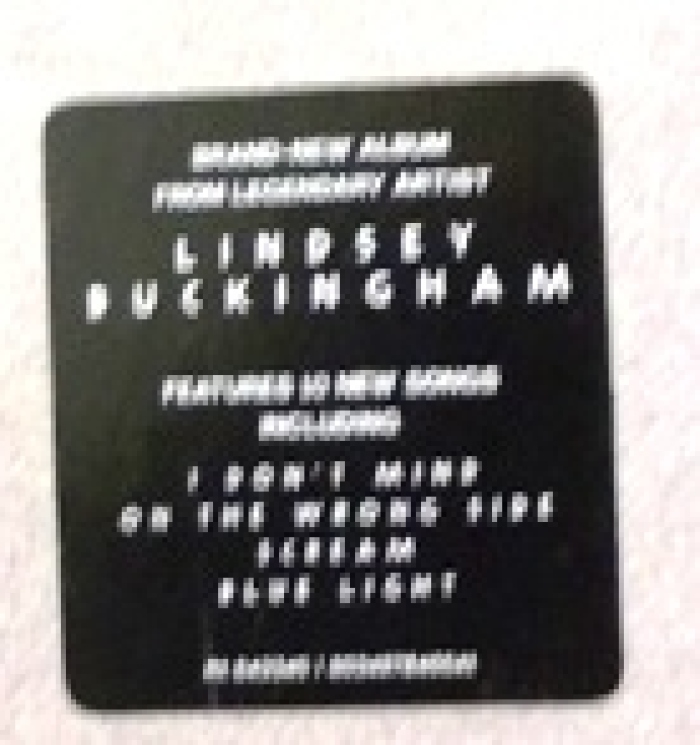 BRAND-NEW ALBUM
FROM LEGENDARY ARTIST
LINDSEY
BUCKINGHAM
FEATURES 10 NEW SONGS
INCLUDING
I DON'T MIND
ON THE WRONG SIDE
SCREAM
BLUE LIGHT